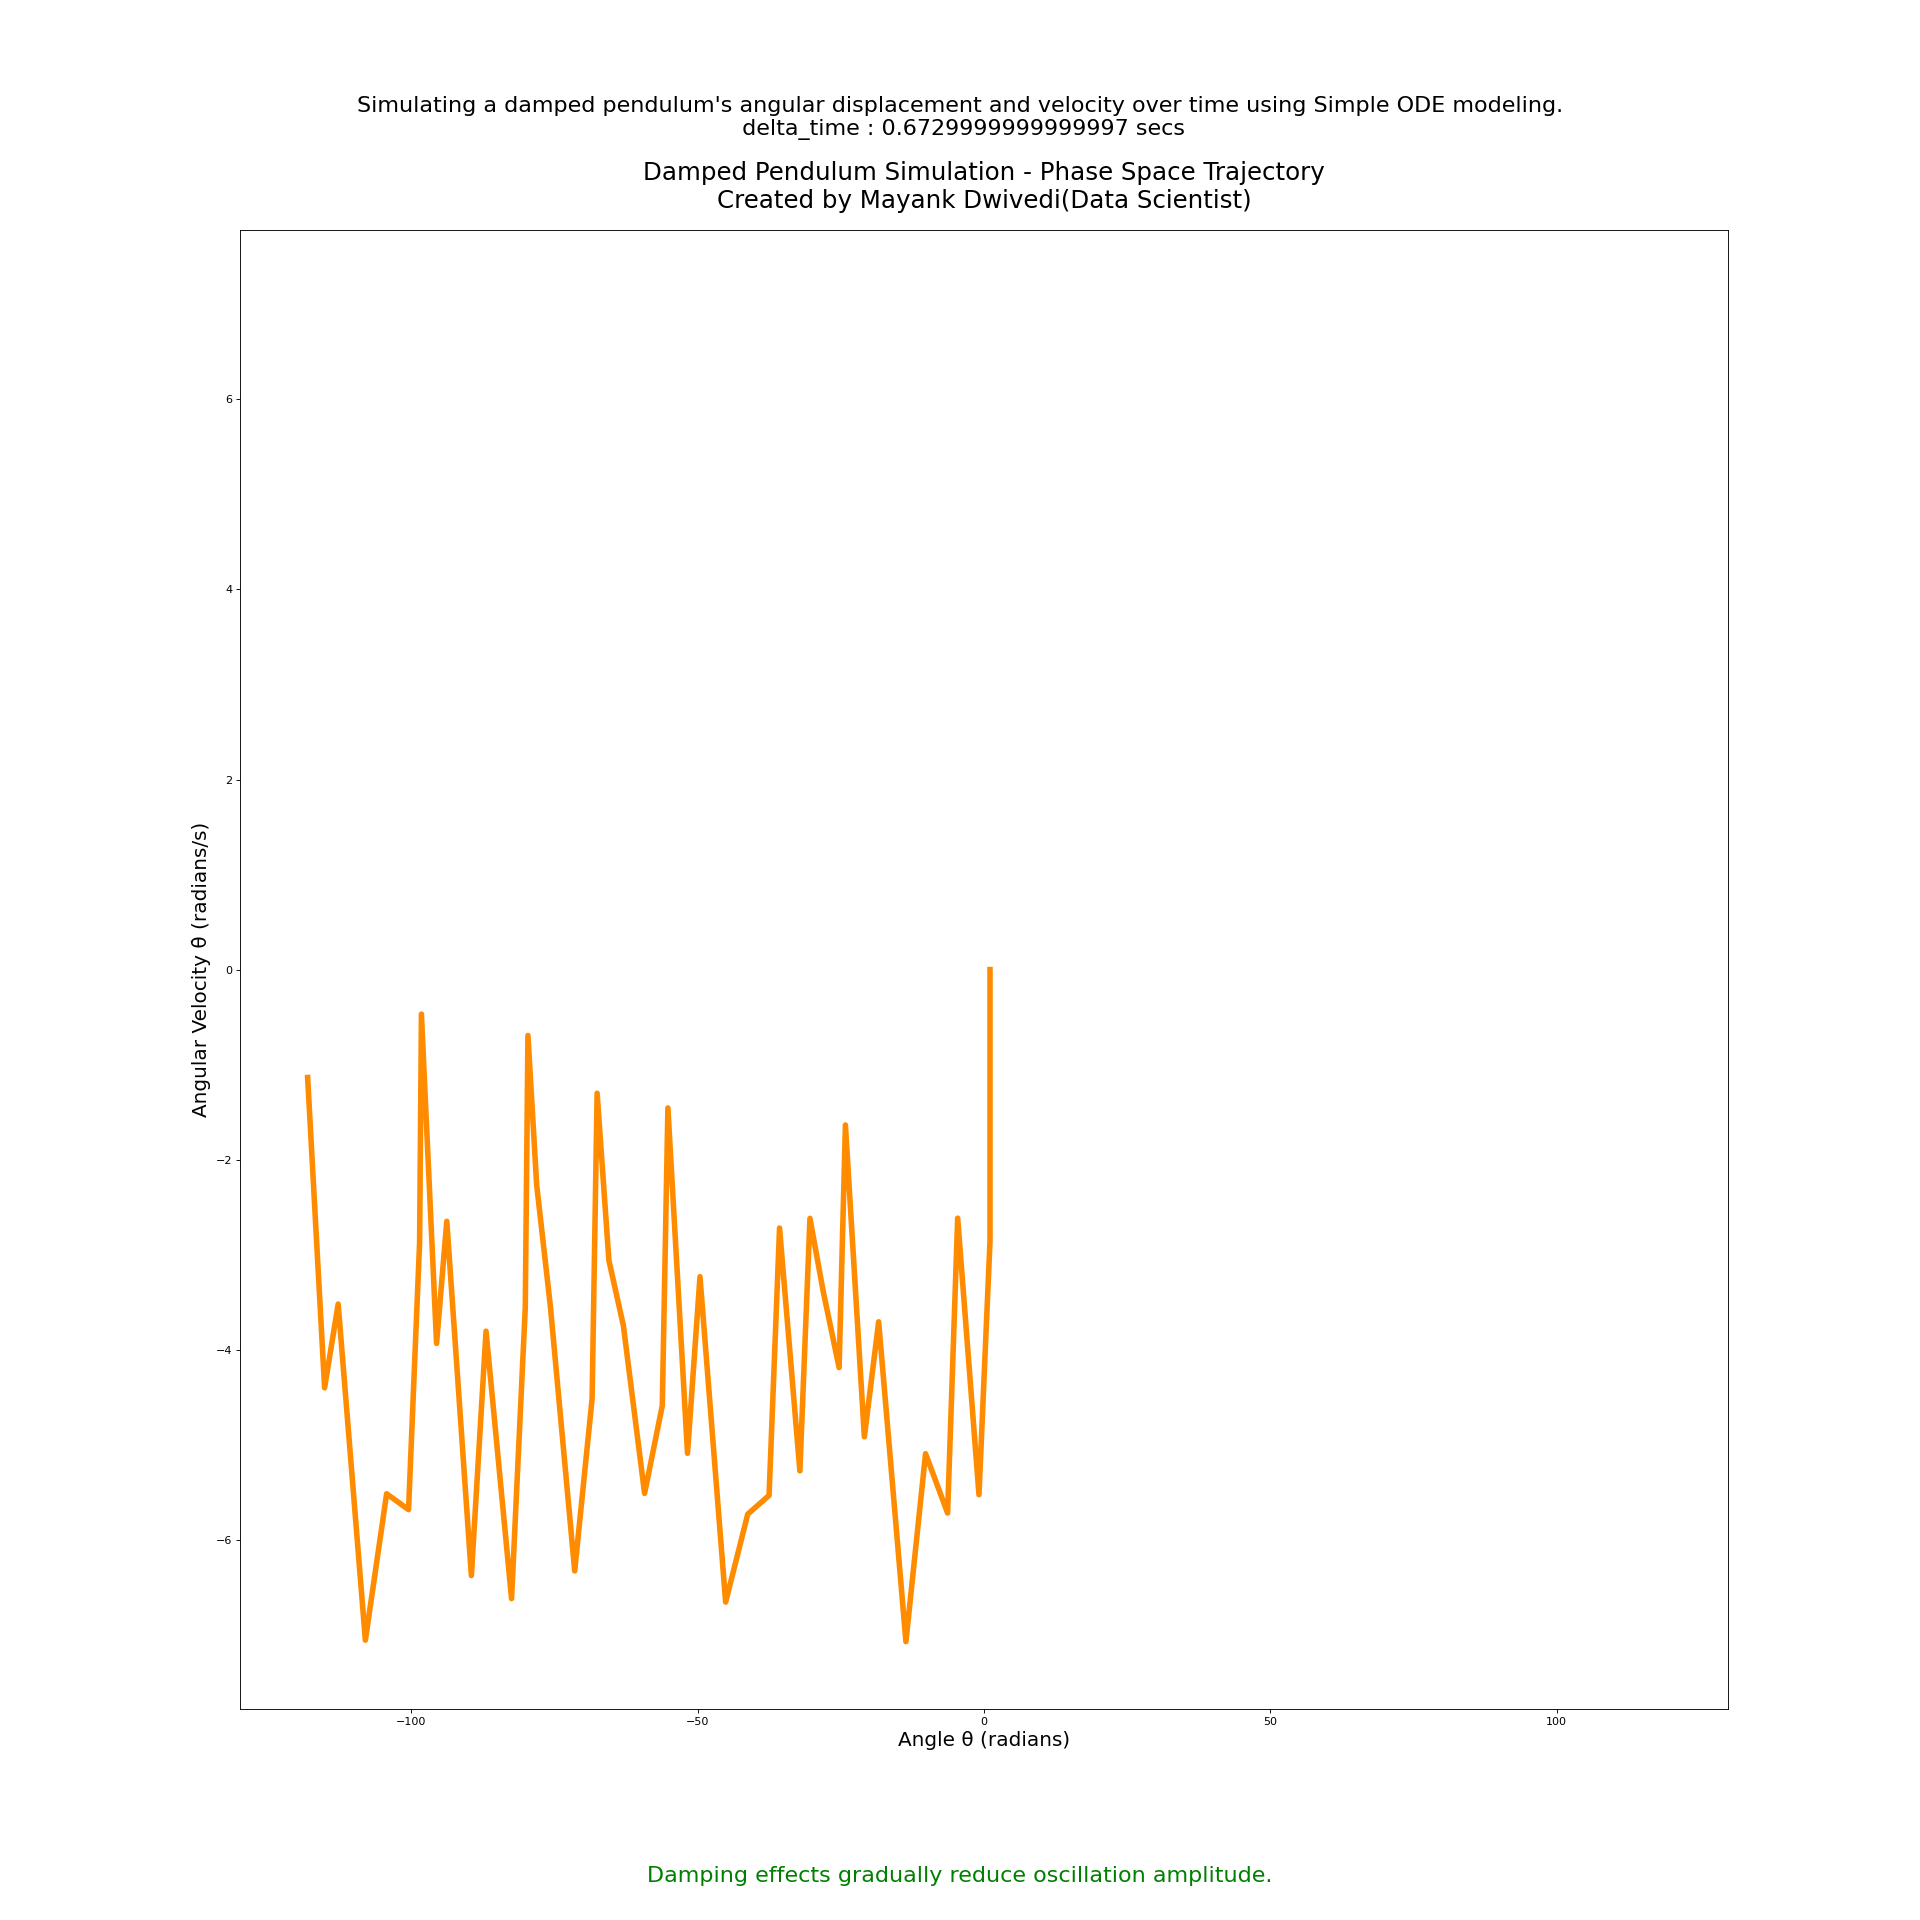 Simulating a damped pendulum's angular displacement and velocity over time using Simple ODE modeling.
delta_time : 0.6729999999999997 secs
Damped Pendulum Simulation - Phase Space Trajectory
Created by Mayank Dwivedi(Data Scientist)
6
4
2
0
−2
−4
−6
Angular Velocity θ (radians/s)
−100
−50
0
50
100
Angle θ (radians)
Damping effects gradually reduce oscillation amplitude.